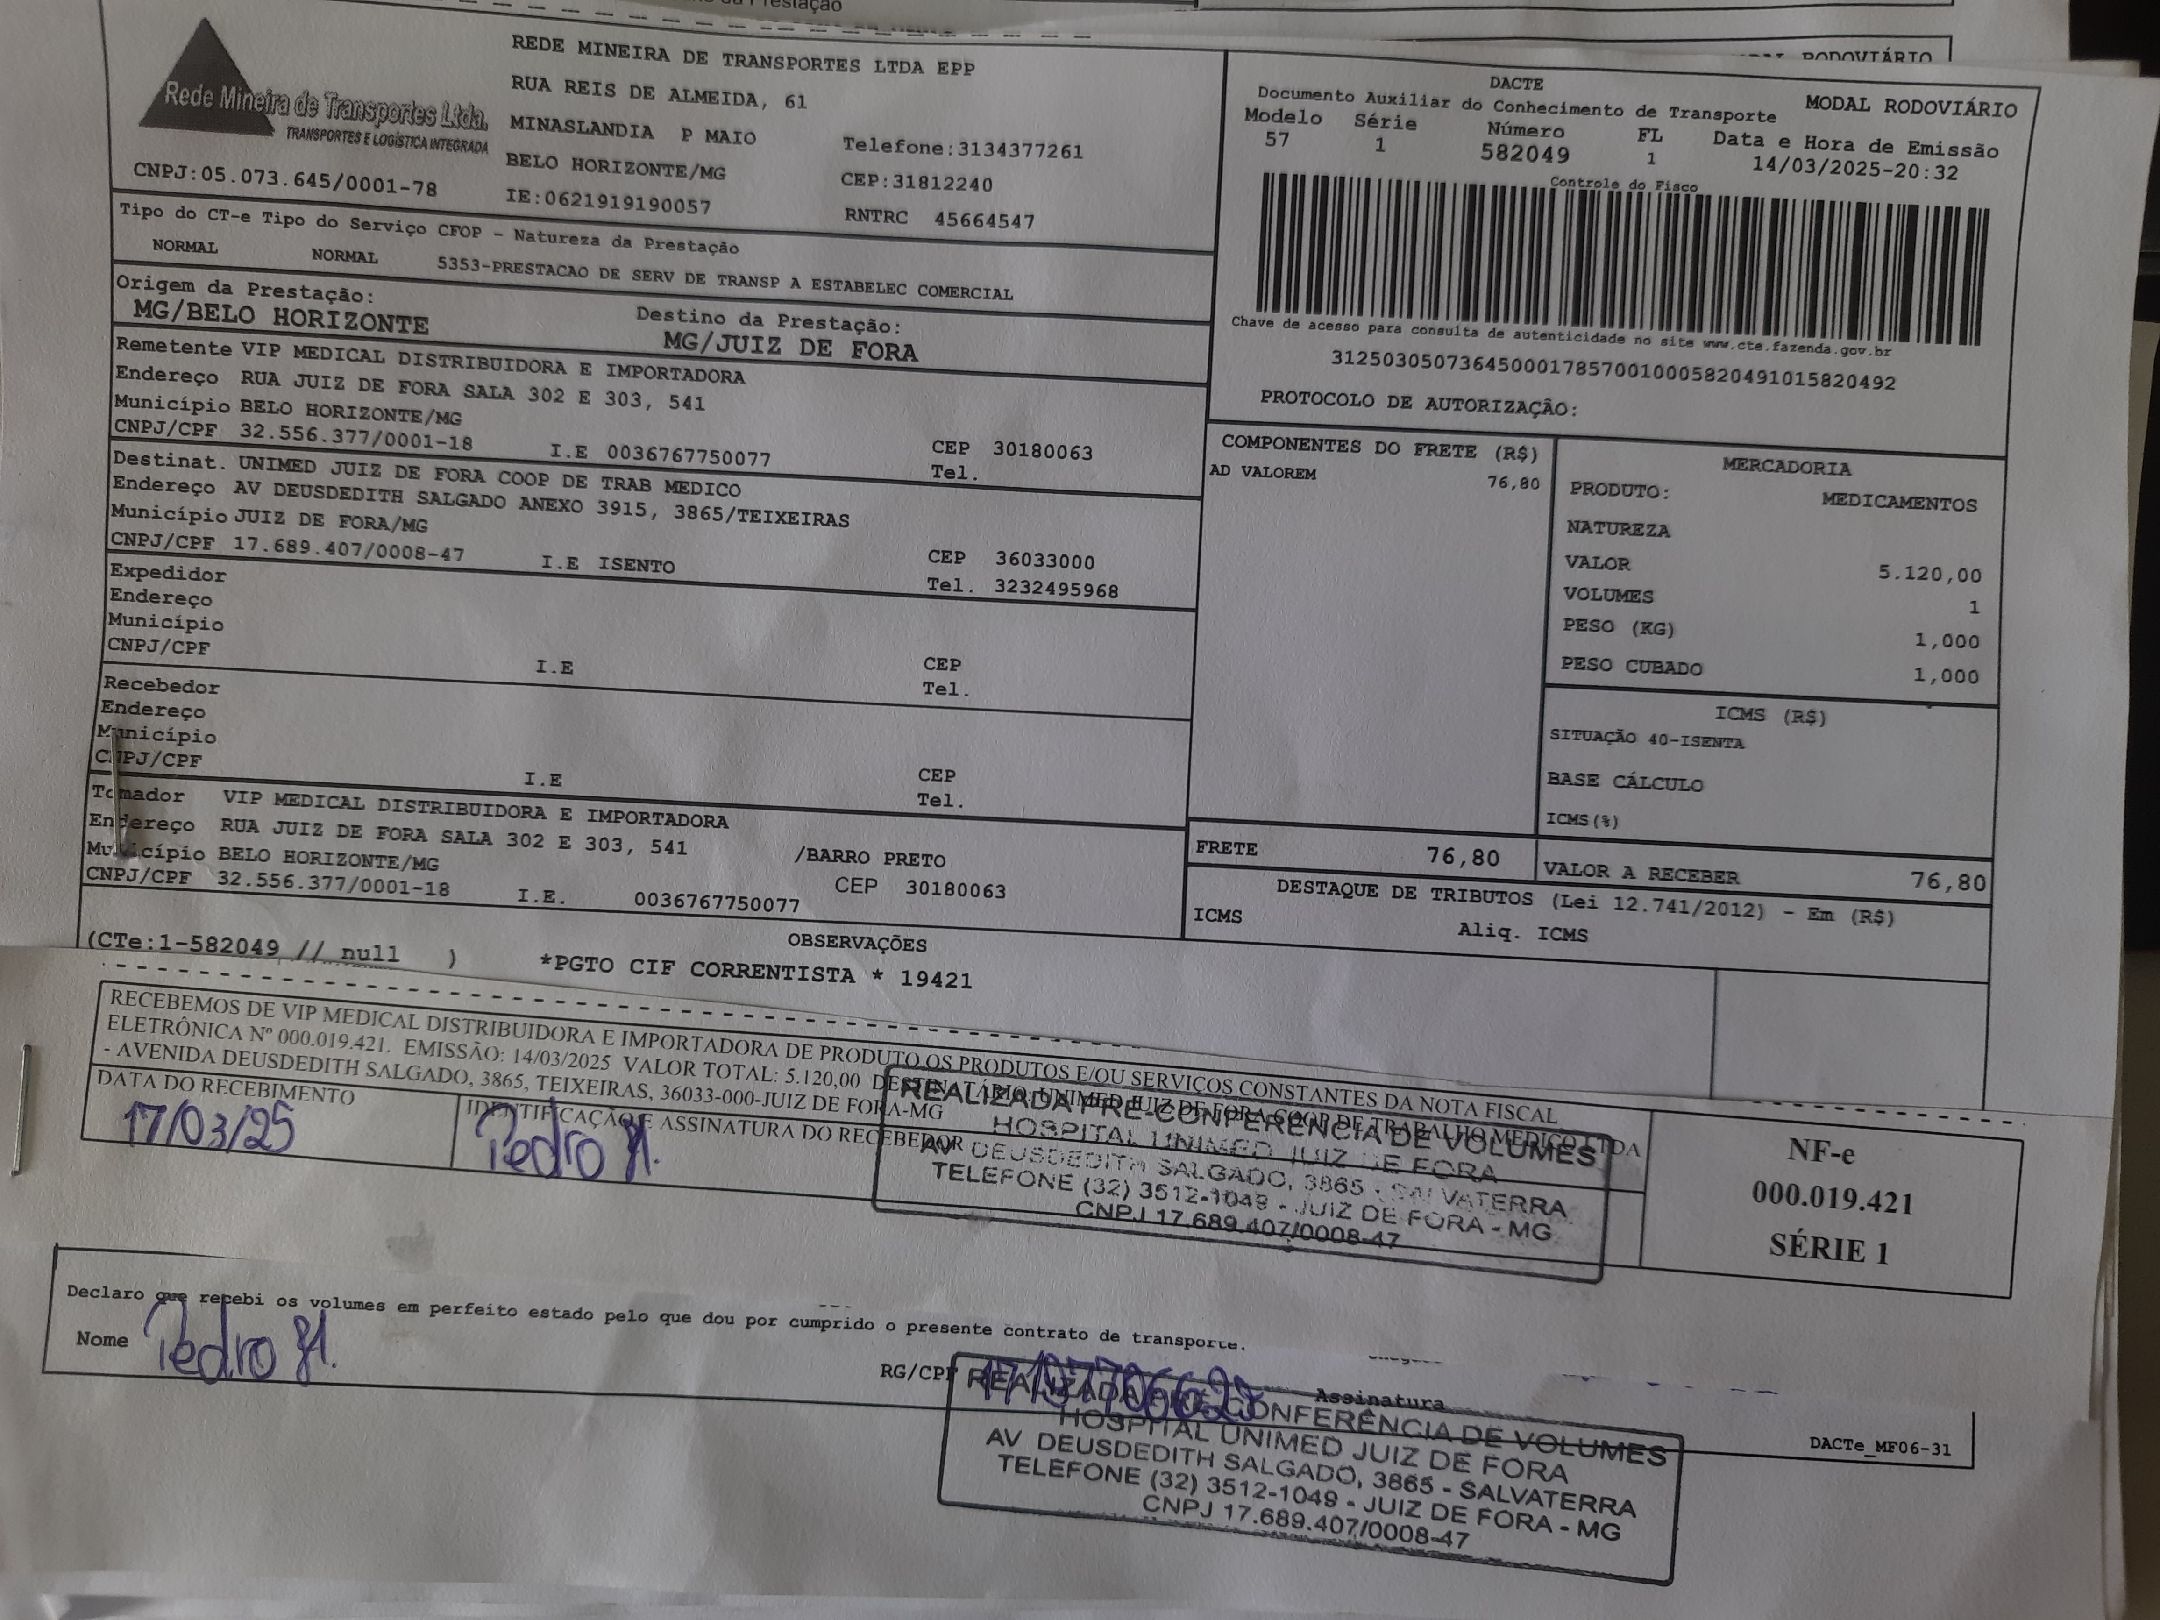 REDE MINEIRA DE TRANSPORTES LTDA EPP
RUA REIS DE ALMEIDA, 61
MINASLANDIA P MAIO Telefone:3134377261
BELO HORIZONTE/MG CEP:31812240
IE:0621919190057 RNTRC 45664547
Rede Mineira de Transportes Ltda.
TRANSPORTES E LOGÍSTICA INTEGRADA
CNPJ:05.073.645/0001-78
DACTE
Documento Auxiliar do Conhecimento de Transporte
MODAL RODOVIÁRIO
RODOVIÁRIO
Modelo Série Número FL Data e Hora de Emissão
57 1 582049 1 14/03/2025-20:32
Controle do Fisco
Chave de acesso para consulta de autenticidade no site www.cte.fazenda.gov.br
31250305073645000178570010005820491015820492
PROTOCOLO DE AUTORIZAÇÃO:
Tipo do CT-e Tipo do Serviço CFOP - Natureza da Prestação
NORMAL NORMAL 5353-PRESTACAO DE SERV DE TRANSP A ESTABELEC COMERCIAL
Origem da Prestação: Destino da Prestação:
MG/BELO HORIZONTE MG/JUIZ DE FORA
Remetente VIP MEDICAL DISTRIBUIDORA E IMPORTADORA
Endereço RUA JUIZ DE FORA SALA 302 E 303, 541
Município BELO HORIZONTE/MG CEP 30180063
CNPJ/CPF 32.556.377/0001-18 I.E 0036767750077 Tel.
Destinat. UNIMED JUIZ DE FORA COOP DE TRAB MEDICO
Endereço AV DEUSDEDITH SALGADO ANEXO 3915, 3865/TEIXEIRAS
Município JUIZ DE FORA/MG CEP 36033000
CNPJ/CPF 17.689.407/0008-47 I.E ISENTO Tel. 3232495968
Expedidor
Endereço
Município CEP
CNPJ/CPF I.E Tel.
Recebedor
Endereço
Município CEP
CNPJ/CPF I.E Tel.
Tomador VIP MEDICAL DISTRIBUIDORA E IMPORTADORA
Endereço RUA JUIZ DE FORA SALA 302 E 303, 541 /BARRO PRETO
Município BELO HORIZONTE/MG CEP 30180063
CNPJ/CPF 32.556.377/0001-18 I.E. 0036767750077
COMPONENTES DO FRETE (R$)
AD VALOREM 76,80
MERCADORIA
PRODUTO: MEDICAMENTOS
NATUREZA
VALOR 5.120,00
VOLUMES 1
PESO (KG) 1,000
PESO CUBADO 1,000
ICMS (R$)
SITUAÇÃO 40-ISENTA
BASE CÁLCULO
ICMS(%)
FRETE 76,80 VALOR A RECEBER 76,80
DESTAQUE DE TRIBUTOS (Lei 12.741/2012) - Em (R$)
ICMS Aliq. ICMS
OBSERVAÇÕES
(CTe:1-582049 // null ) *PGTO CIF CORRENTISTA * 19421
RECEBEMOS DE VIP MEDICAL DISTRIBUIDORA E IMPORTADORA DE PRODUTO OS PRODUTOS E/OU SERVIÇOS CONSTANTES DA NOTA FISCAL
ELETRÔNICA Nº 000.019.421. EMISSÃO: 14/03/2025 VALOR TOTAL: 5.120,00 DESTINATÁRIO: UNIMED JUIZ DE FORA COOP DE TRABALHO MEDICO LTDA
- AVENIDA DEUSDEDITH SALGADO, 3865, TEIXEIRAS, 36033-000-JUIZ DE FORA-MG
DATA DO RECEBIMENTO IDENTIFICAÇÃO E ASSINATURA DO RECEBEDOR
17/03/25 Pedro H.
REALIZADA PRÉ-CONFERÊNCIA DE VOLUMES
HOSPITAL UNIMED JUIZ DE FORA
AV DEUSDEDITH SALGADO, 3865 - SALVATERRA
TELEFONE (32) 3512-1049 - JUIZ DE FORA - MG
CNPJ 17.689.407/0008-47
NF-e
000.019.421
SÉRIE 1
Declaro que recebi os volumes em perfeito estado pelo que dou por cumprido o presente contrato de transporte.
Nome Pedro H. RG/CPF Assinatura
REALIZADA PRÉ-CONFERÊNCIA DE VOLUMES
HOSPITAL UNIMED JUIZ DE FORA
AV DEUSDEDITH SALGADO, 3865 - SALVATERRA
TELEFONE (32) 3512-1049 - JUIZ DE FORA - MG
CNPJ 17.689.407/0008-47
DACTe_MF06-31